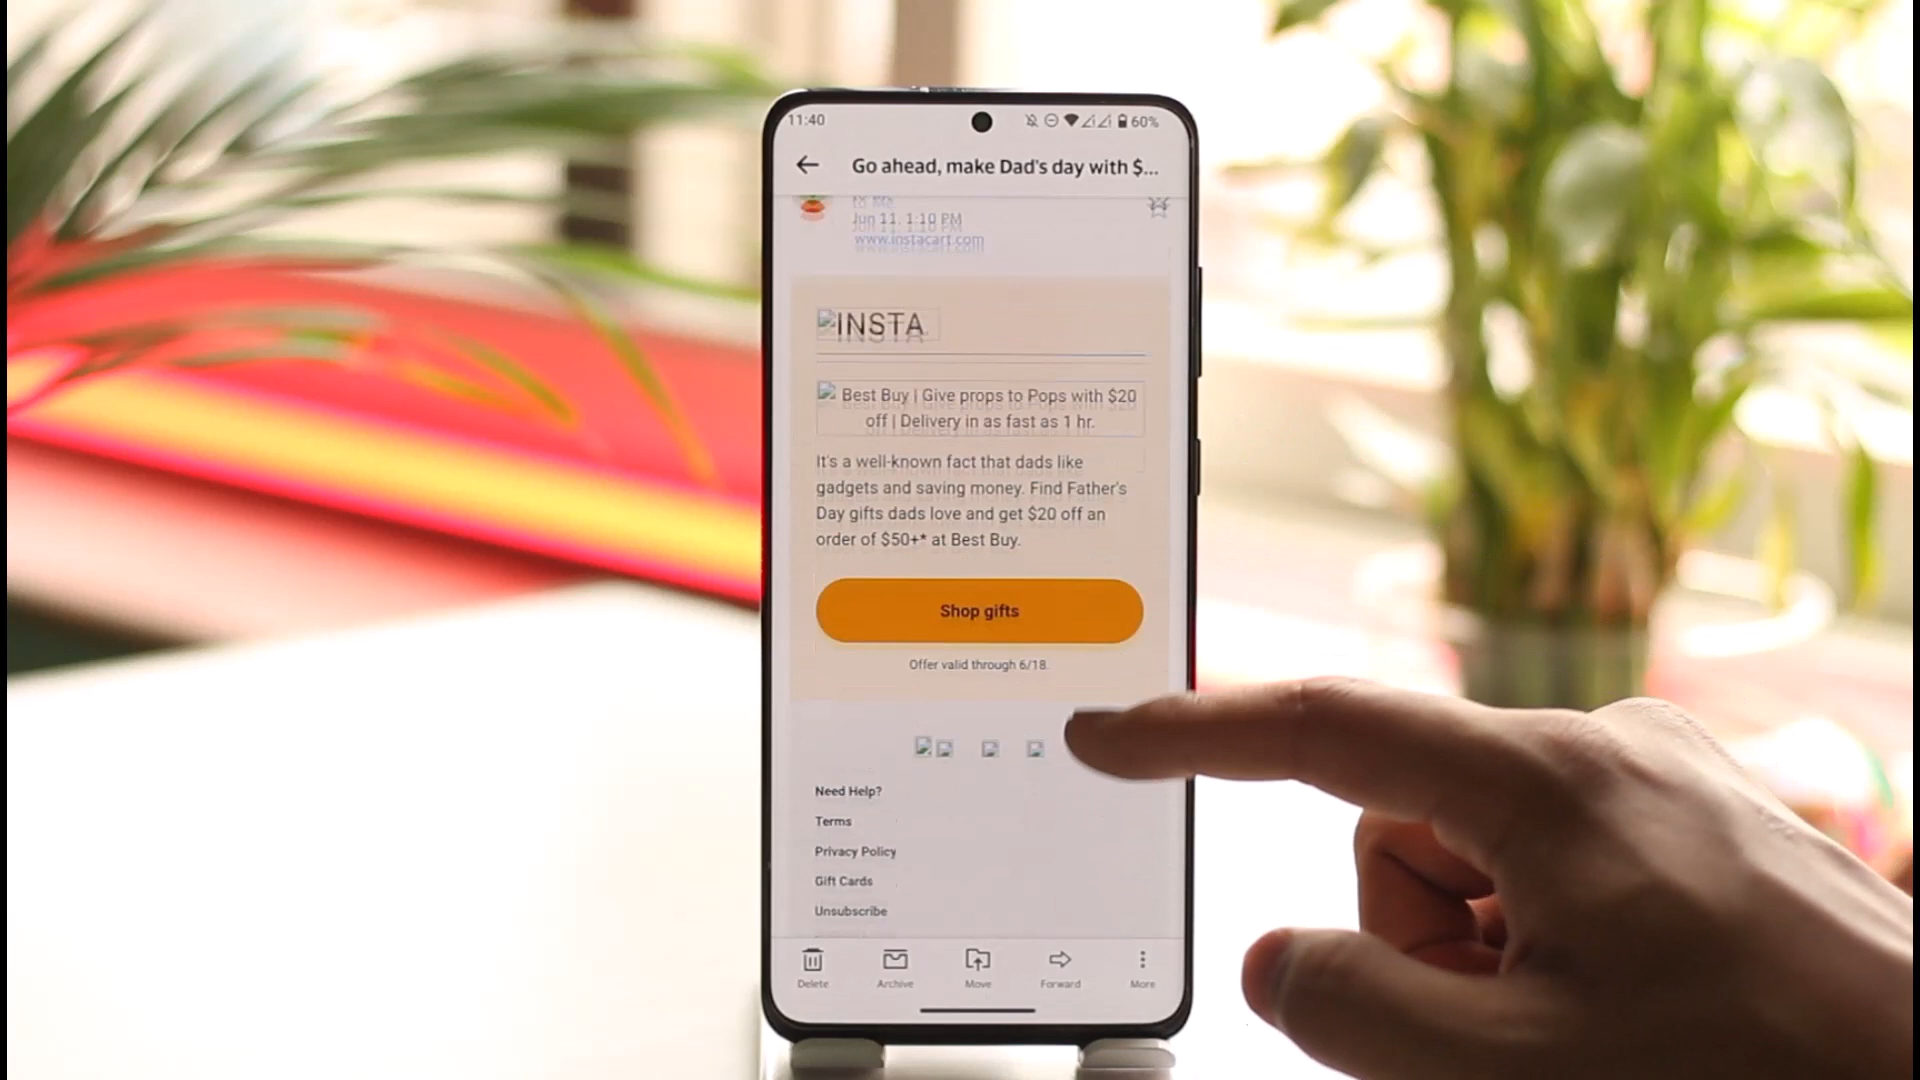 11:40
60%
Go ahead, make Dad's day with $...
to Me
Jun 11, 1:10 PM
www.instacart.com
INSTA
Best Buy | Give props to Pops with $20
off | Delivery in as fast as 1 hr.
It's a well-known fact that dads like
gadgets and saving money. Find Father's
Day gifts dads love and get $20 off an
order of $50+* at Best Buy.
Shop gifts
Offer valid through 6/18.
Need Help?
Terms
Privacy Policy
Gift Cards
Unsubscribe
Delete
Archive
Move
Forward
More